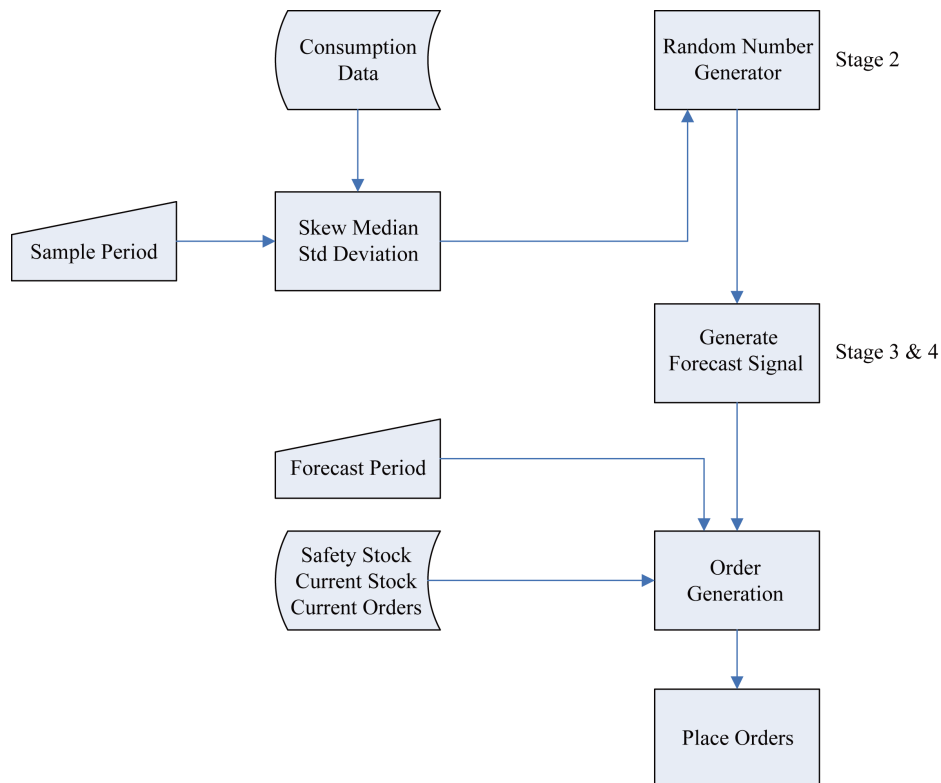 Consumption
Data
Random Number
Generator
Stage 2
Skew Median
Std Deviation
Sample Period
Generate
Forecast Signal
Stage 3 & 4
Forecast Period
Safety Stock
Current Stock
Current Orders
Order
Generation
Place Orders